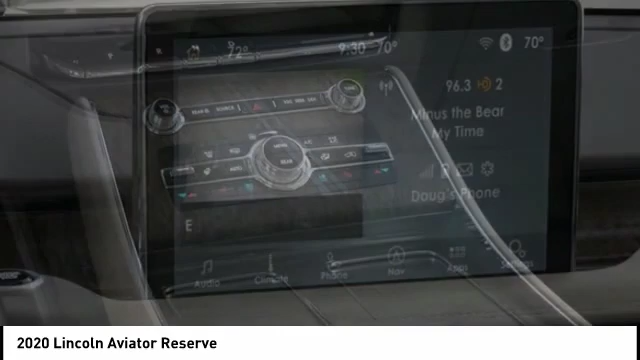 72° 9:30 70° 70°
96.3 2
Minus the Bear
My Time
R
Doug's Phone
E
Audio Climate Phone Nav Apps Settings
2020 Lincoln Aviator Reserve